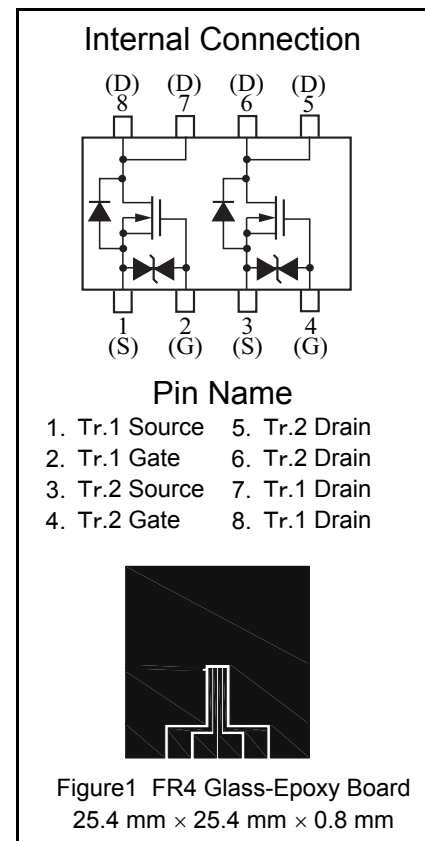 Internal Connection
(D) (D) (D) (D)
8 7 6 5
1 2 3 4
(S) (G) (S) (G)
Pin Name
1. Tr.1 Source 5. Tr.2 Drain
2. Tr.1 Gate 6. Tr.2 Drain
3. Tr.2 Source 7. Tr.1 Drain
4. Tr.2 Gate 8. Tr.1 Drain
Figure1 FR4 Glass-Epoxy Board
25.4 mm × 25.4 mm × 0.8 mm